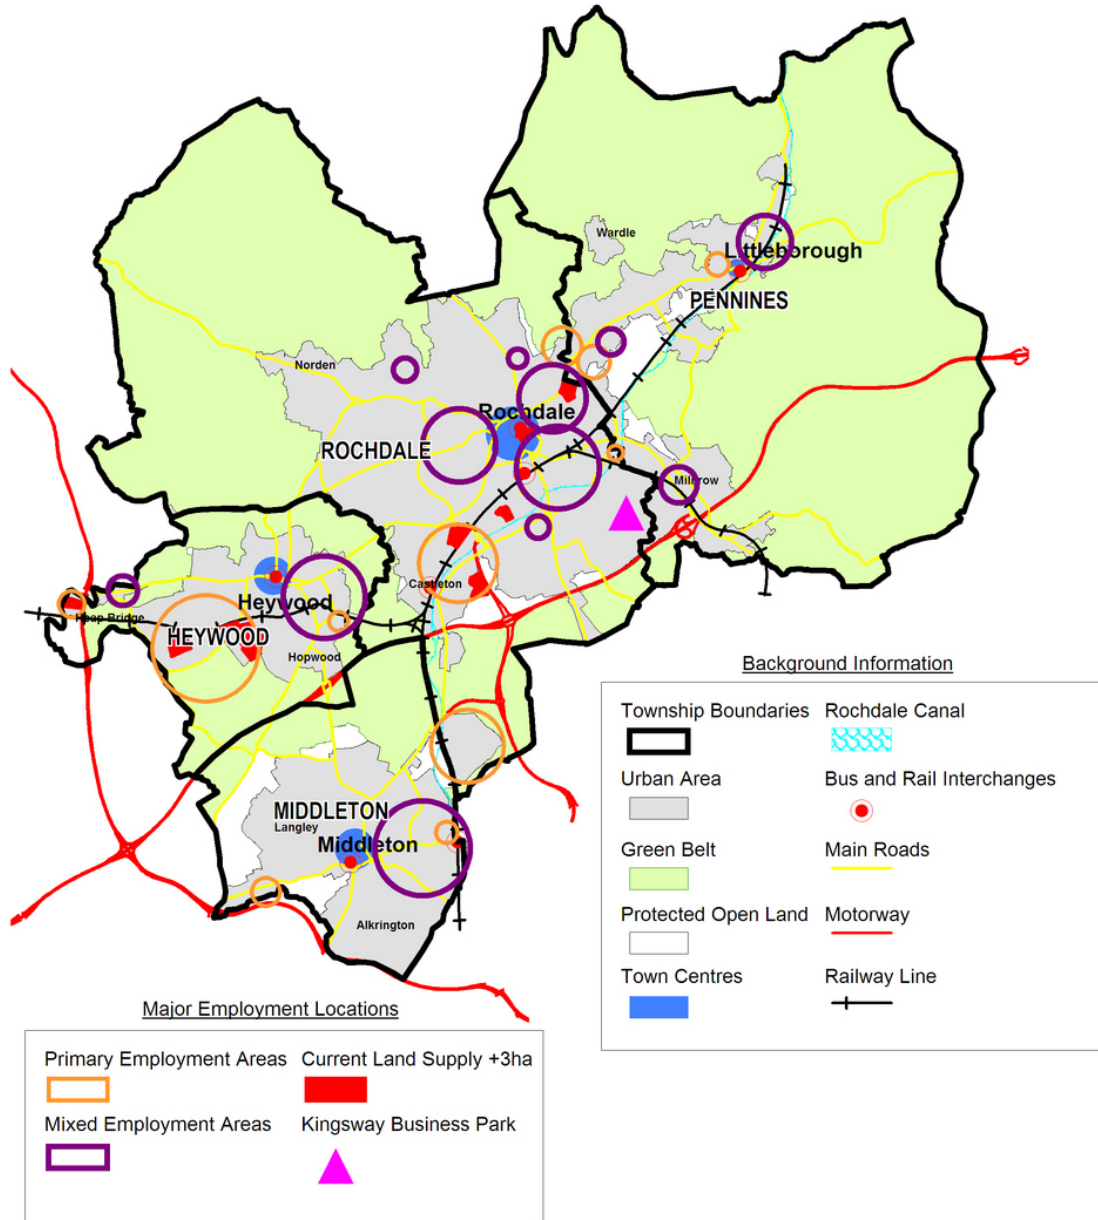 Wardle
Littleborough
PENNINES
Norden
Rochdale
ROCHDALE
Milnrow
Castleton
Heywood
Heap Bridge
HEYWOOD
Hopwood
MIDDLETON
Langley
Middleton
Alkrington
Background Information
Township Boundaries Rochdale Canal
Urban Area Bus and Rail Interchanges
Green Belt Main Roads
Protected Open Land Motorway
Town Centres Railway Line
Major Employment Locations
Primary Employment Areas Current Land Supply +3ha
Mixed Employment Areas Kingsway Business Park